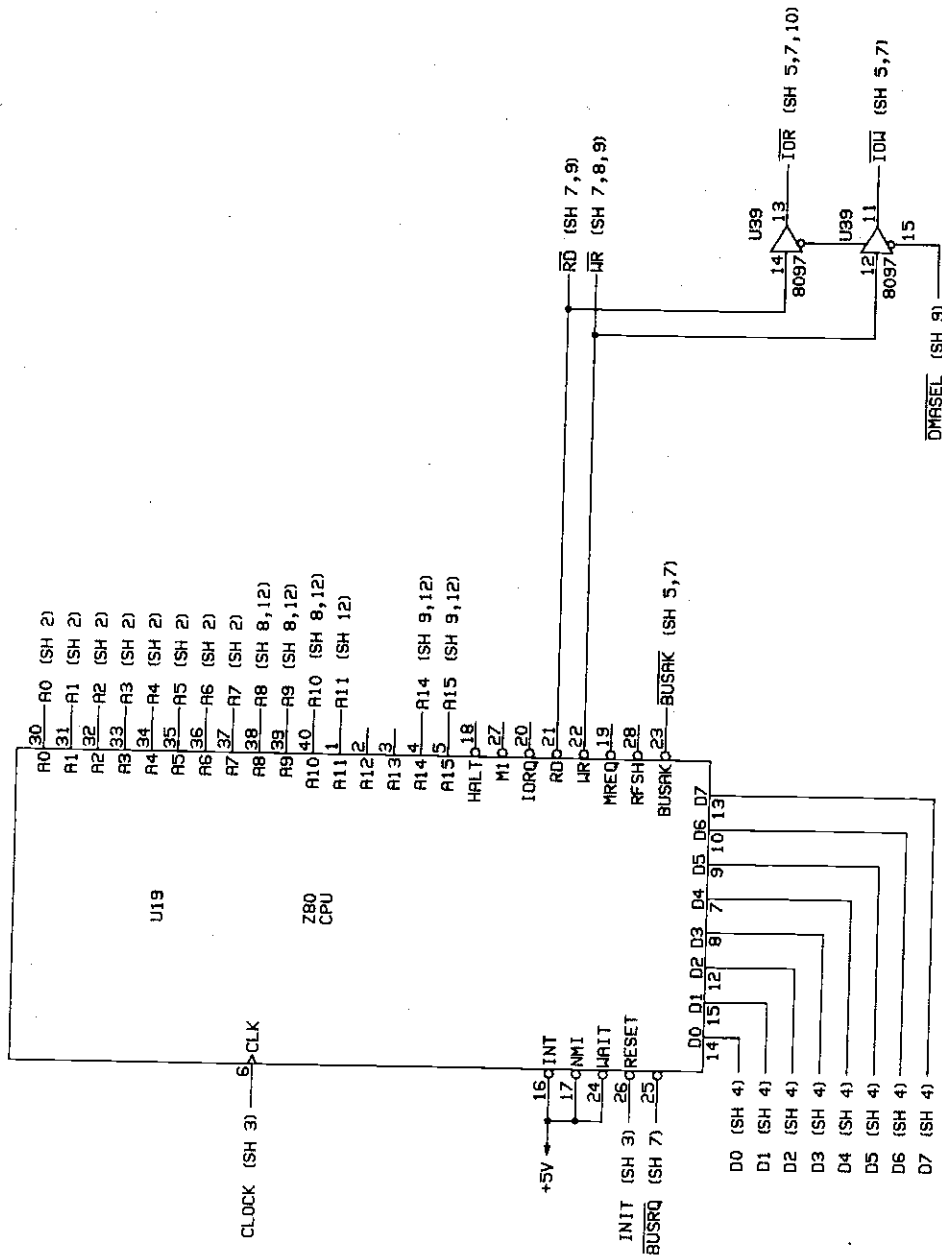 U19
Z80
CPU
CLOCK (SH 3)
6
CLK
+5V
16
INT
17
NMI
24
WAIT
INIT (SH 3)
26
RESET
BUSRQ (SH 7)
25
A0 30 A0 (SH 2)
A1 31 A1 (SH 2)
A2 32 A2 (SH 2)
A3 33 A3 (SH 2)
A4 34 A4 (SH 2)
A5 35 A5 (SH 2)
A6 36 A6 (SH 2)
A7 37 A7 (SH 2)
A8 38 A8 (SH 8,12)
A9 39 A9 (SH 8,12)
A10 40 A10 (SH 8,12)
A11 1 A11 (SH 12)
A12 2
A13 3
A14 4 A14 (SH 9,12)
A15 5 A15 (SH 9,12)
HALT 18
M1 27
IORQ 20
RD 21
WR 22
MREQ 19
RFSH 28
BUSAK 23 BUSAK (SH 5,7)
RD (SH 7,9)
WR (SH 7,8,9)
U39
14 13 IOR (SH 5,7,10)
8097
U39
12 11 IOW (SH 5,7)
8097
15
DMASEL (SH 9)
D0 D1 D2 D3 D4 D5 D6 D7
14 15 12 8 7 9 10 13
D0 (SH 4)
D1 (SH 4)
D2 (SH 4)
D3 (SH 4)
D4 (SH 4)
D5 (SH 4)
D6 (SH 4)
D7 (SH 4)